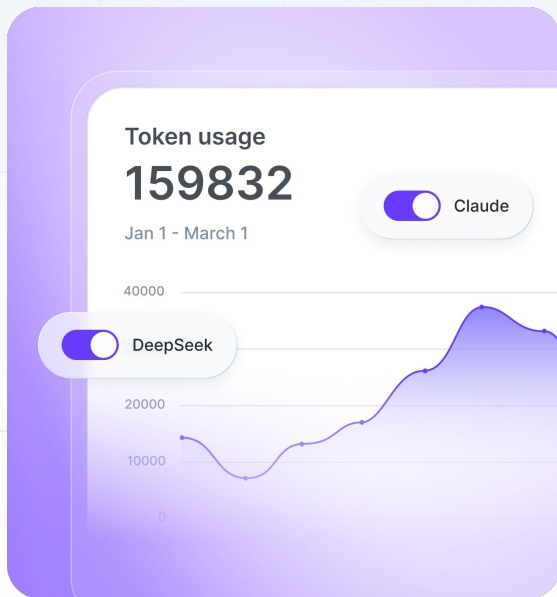 Token usage
159832
Claude
Jan 1 - March 1
40000
DeepSeek
20000
10000
0